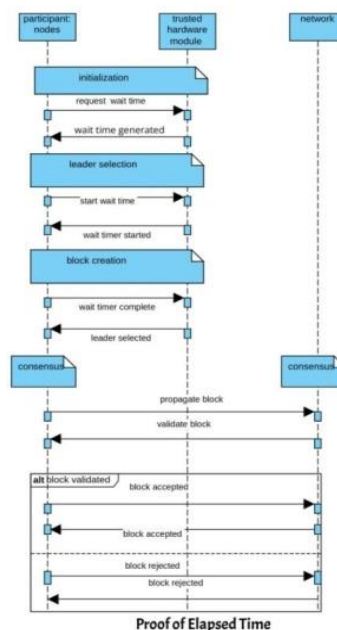 participant:
nodes
trusted
hardware
module
network
initialization
request wait time
wait time generated
leader selection
start wait time
wait timer started
block creation
wait timer complete
leader selected
consensus
consensus
propagate block
validate block
alt block validated
block accepted
block accepted
block rejected
block rejected
Proof of Elapsed Time